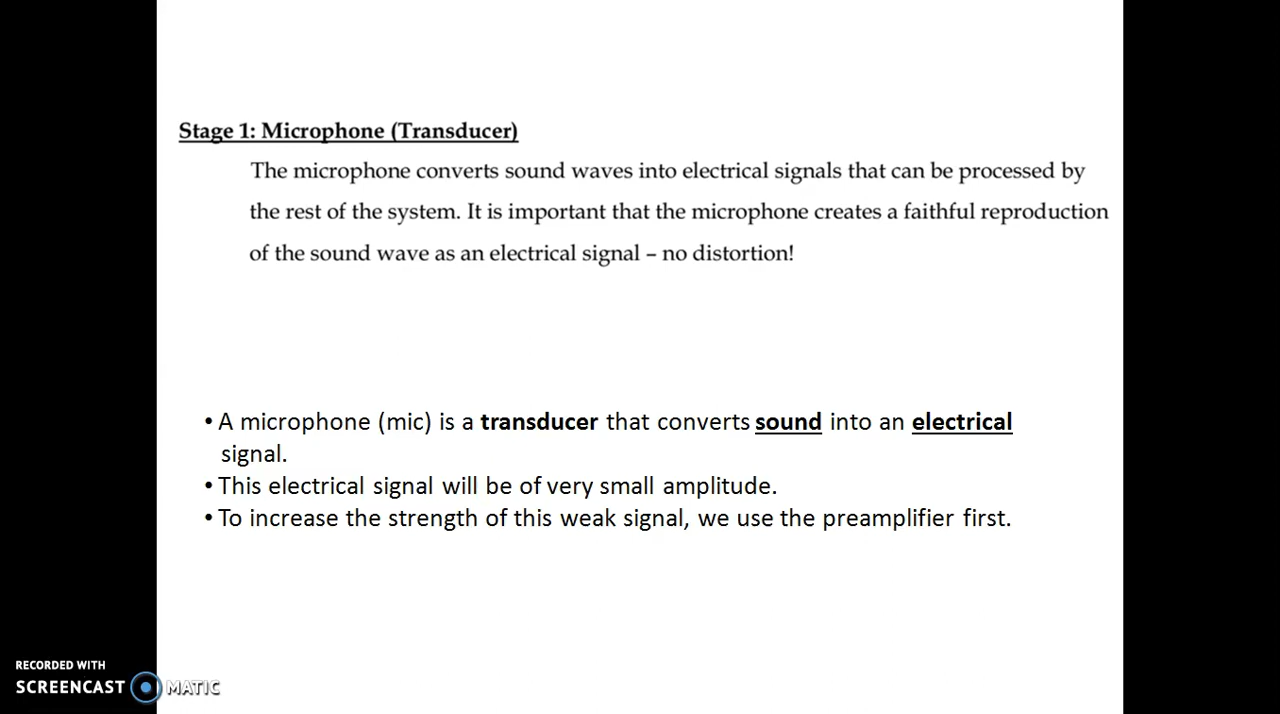 Stage 1: Microphone (Transducer)
The microphone converts sound waves into electrical signals that can be processed by
the rest of the system. It is important that the microphone creates a faithful reproduction
of the sound wave as an electrical signal – no distortion!
• A microphone (mic) is a transducer that converts sound into an electrical
signal.
• This electrical signal will be of very small amplitude.
• To increase the strength of this weak signal, we use the preamplifier first.
RECORDED WITH
SCREENCAST MATIC